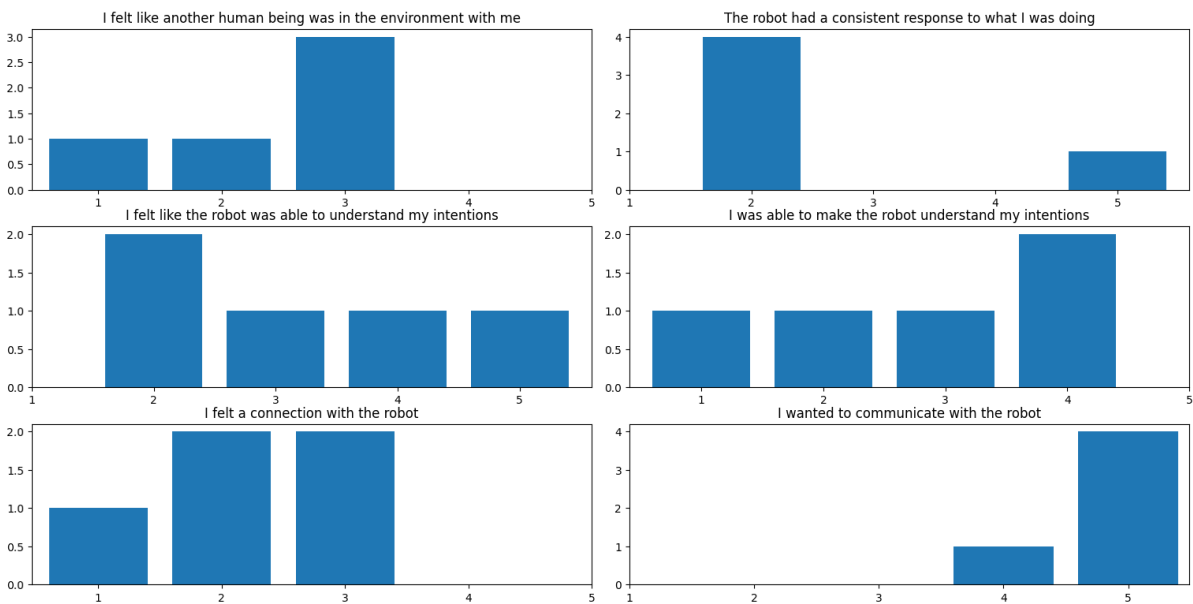 I felt like another human being was in the environment with me
3.0
2.5
2.0
1.5
1.0
0.5
0.0
1 2 3 4 5
The robot had a consistent response to what I was doing
4
3
2
1
0
1 2 3 4 5
I felt like the robot was able to understand my intentions
2.0
1.5
1.0
0.5
0.0
1 2 3 4 5
I was able to make the robot understand my intentions
2.0
1.5
1.0
0.5
0.0
1 2 3 4 5
I felt a connection with the robot
2.0
1.5
1.0
0.5
0.0
1 2 3 4 5
I wanted to communicate with the robot
4
3
2
1
0
1 2 3 4 5